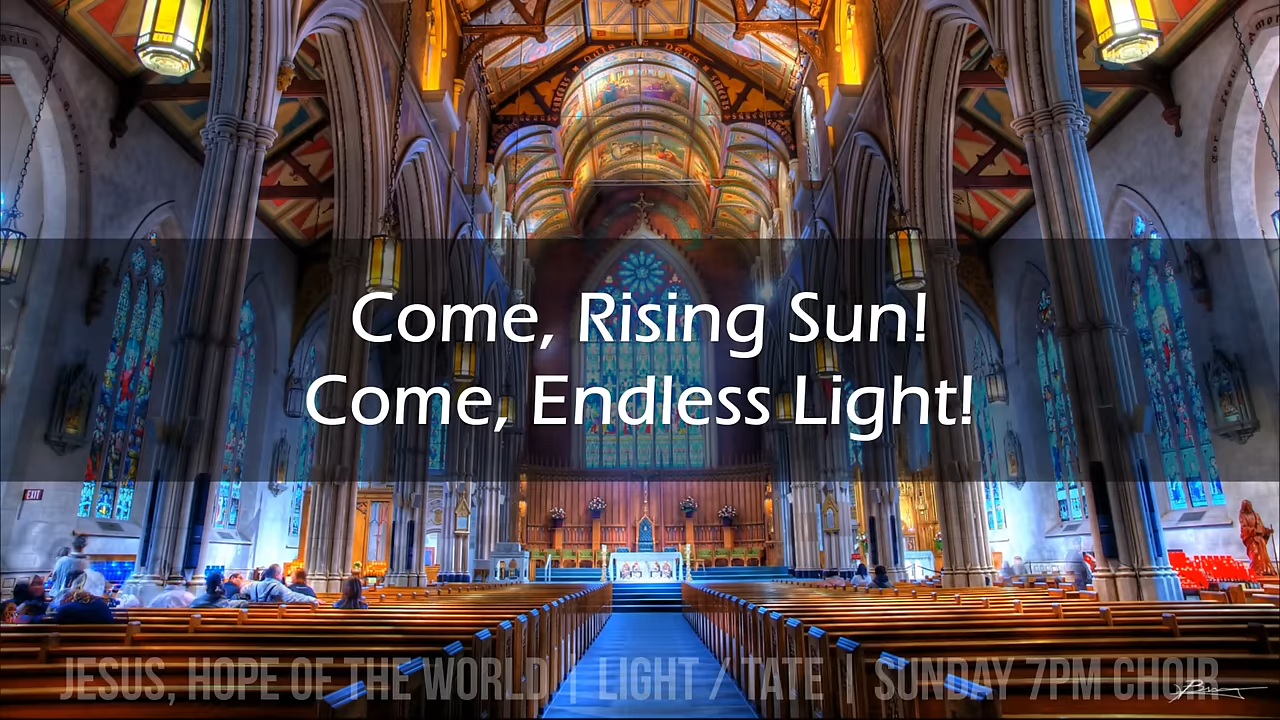 EXIT
Come, Rising Sun!
Come, Endless Light!
JESUS, HOPE OF THE WORLD | LIGHT / TATE | SUNDAY 7PM CHOIR